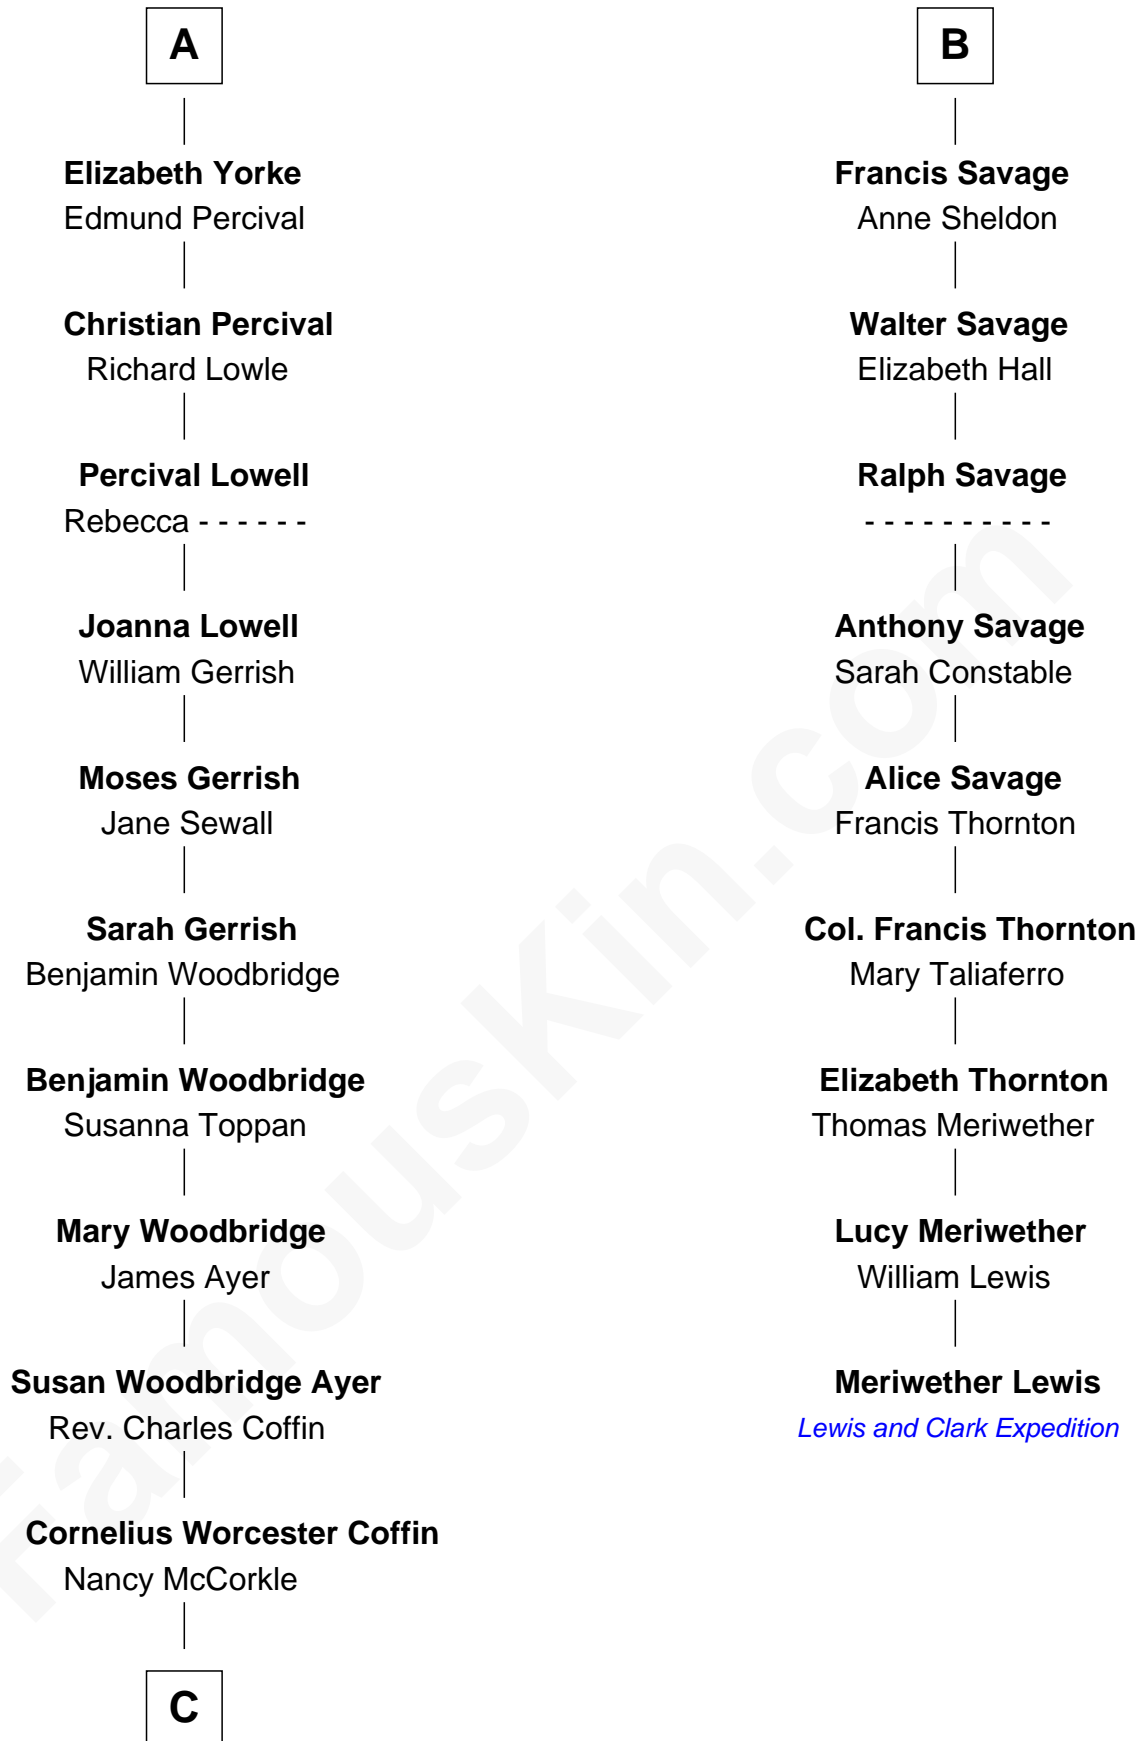 A
Elizabeth Yorke
Edmund Percival
Christian Percival
Richard Lowle
Percival Lowell
Rebecca - - - - - -
Joanna Lowell
William Gerrish
Moses Gerrish
Jane Sewall
Sarah Gerrish
Benjamin Woodbridge
Benjamin Woodbridge
Susanna Toppan
Mary Woodbridge
James Ayer
Susan Woodbridge Ayer
Rev. Charles Coffin
Cornelius Worcester Coffin
Nancy McCorkle
C
B
Francis Savage
Anne Sheldon
Walter Savage
Elizabeth Hall
Ralph Savage
- - - - - - - - - -
Anthony Savage
Sarah Constable
Alice Savage
Francis Thornton
Col. Francis Thornton
Mary Taliaferro
Elizabeth Thornton
Thomas Meriwether
Lucy Meriwether
William Lewis
Meriwether Lewis
Lewis and Clark Expedition
FamousKin.com